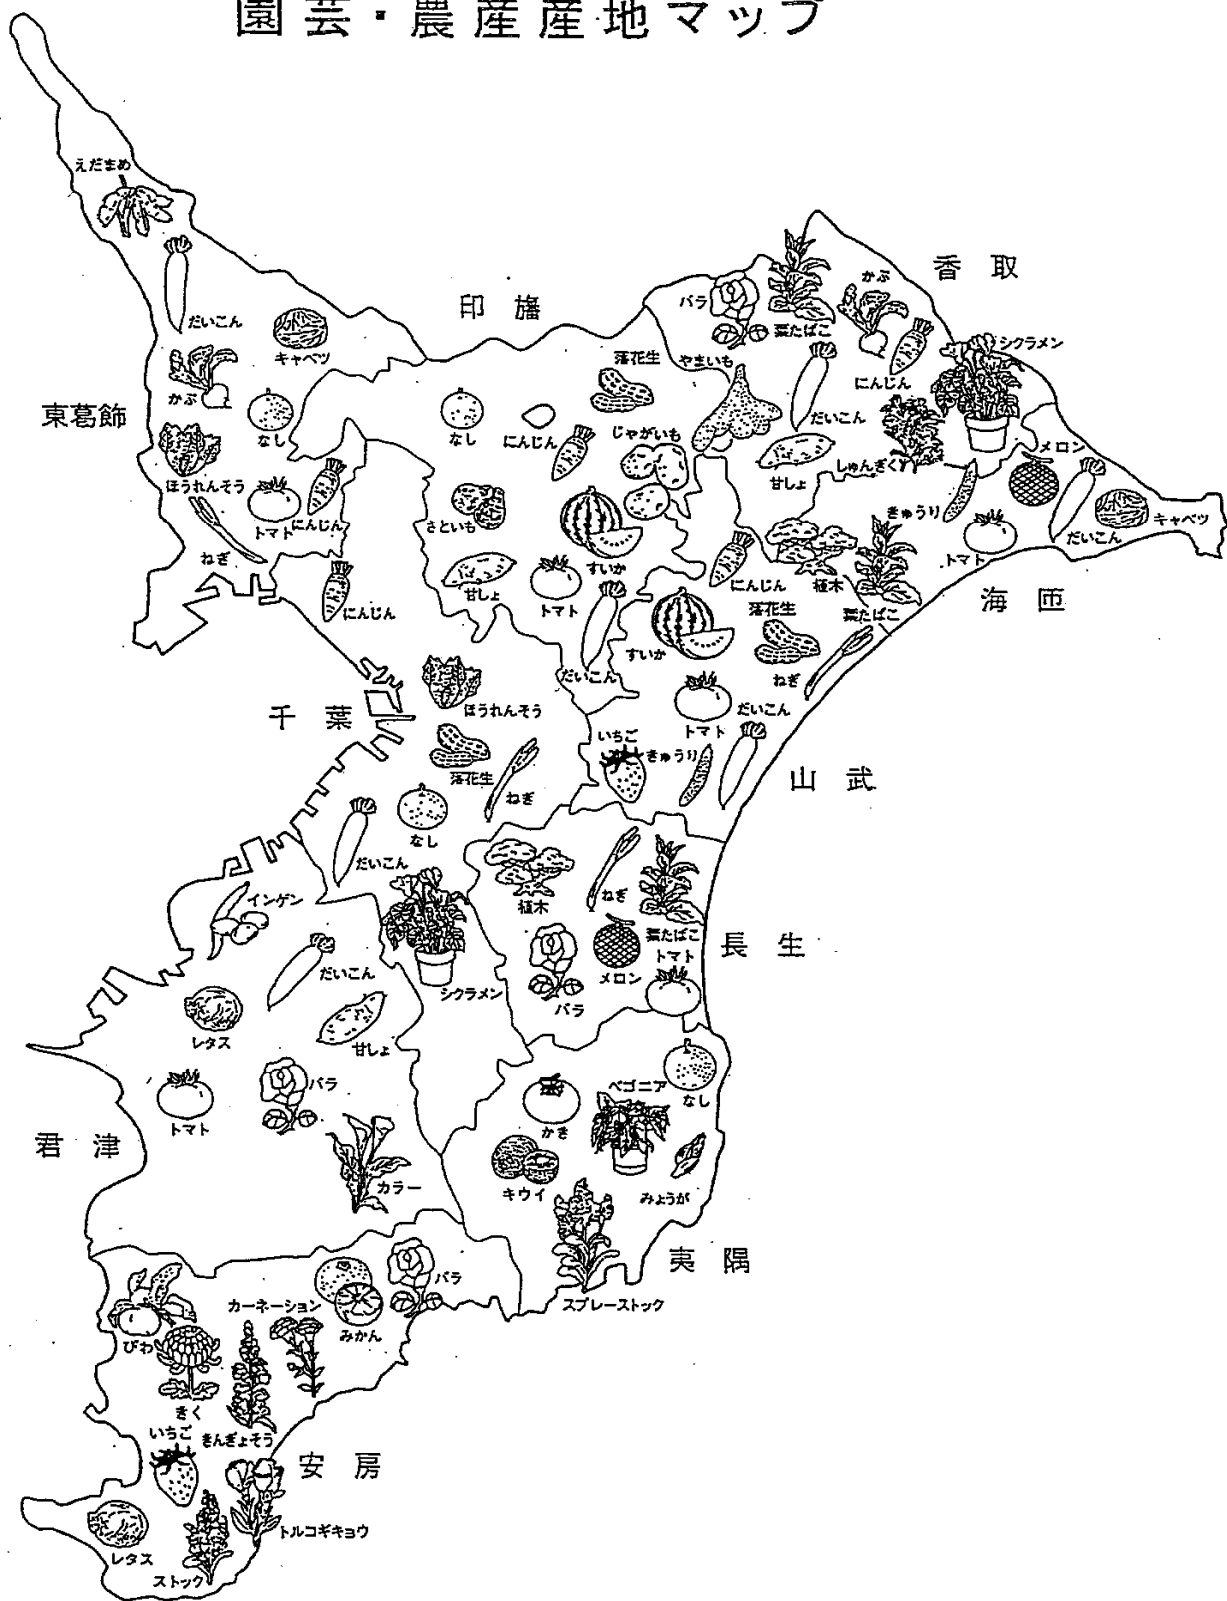 園芸・農産産地マップ
えだまめ
だいこん
キャベツ
かぶ
なし
ほうれんそう
トマト
にんじん
ねぎ
東葛飾
印旛
なし
にんじん
落花生
じゃがいも
さといも
すいか
甘しょ
トマト
だいこん
香取
バラ
葉たばこ
かぶ
にんじん
シクラメン
やまいも
だいこん
甘しょ
しゅんぎく
メロン
きゅうり
トマト
だいこん
キャベツ
海匝
にんじん
植木
葉たばこ
すいか
落花生
ねぎ
トマト
だいこん
いちご
きゅうり
山武
にんじん
千葉
ほうれんそう
落花生
ねぎ
なし
だいこん
シクラメン
植木
ねぎ
葉たばこ
バラ
メロン
トマト
長生
インゲン
だいこん
レタス
甘しょ
トマト
バラ
カラー
君津
かき
ベゴニア
なし
キウイ
みょうが
スプレーストック
夷隅
びわ
カーネーション
みかん
バラ
きく
いちご
きんぎょそう
安房
レタス
ストック
トルコギキョウ